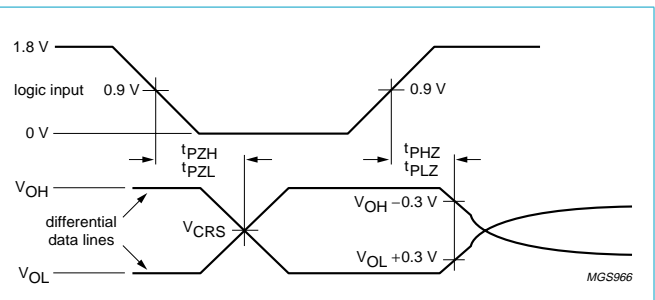 1.8 V
logic input 0.9 V 0.9 V
0 V
tPZH
tPZL
tPHZ
tPLZ
VOH
VOH −0.3 V
differential
data lines
VCRS
VOL +0.3 V
VOL
MGS966